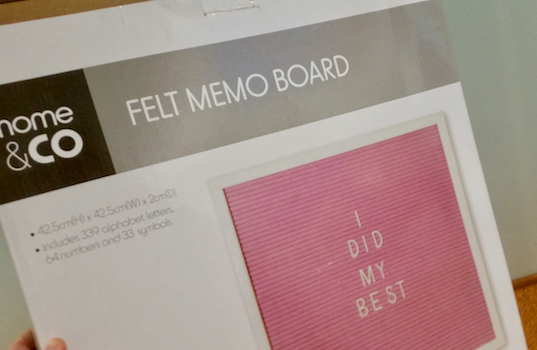 home
&CO
FELT MEMO BOARD
• 42.5cm(H) x 42.5cm(W) x 2cm(D)
• includes 339 alphabet letters,
64 numbers and 33 symbols
I
DID
MY
BEST